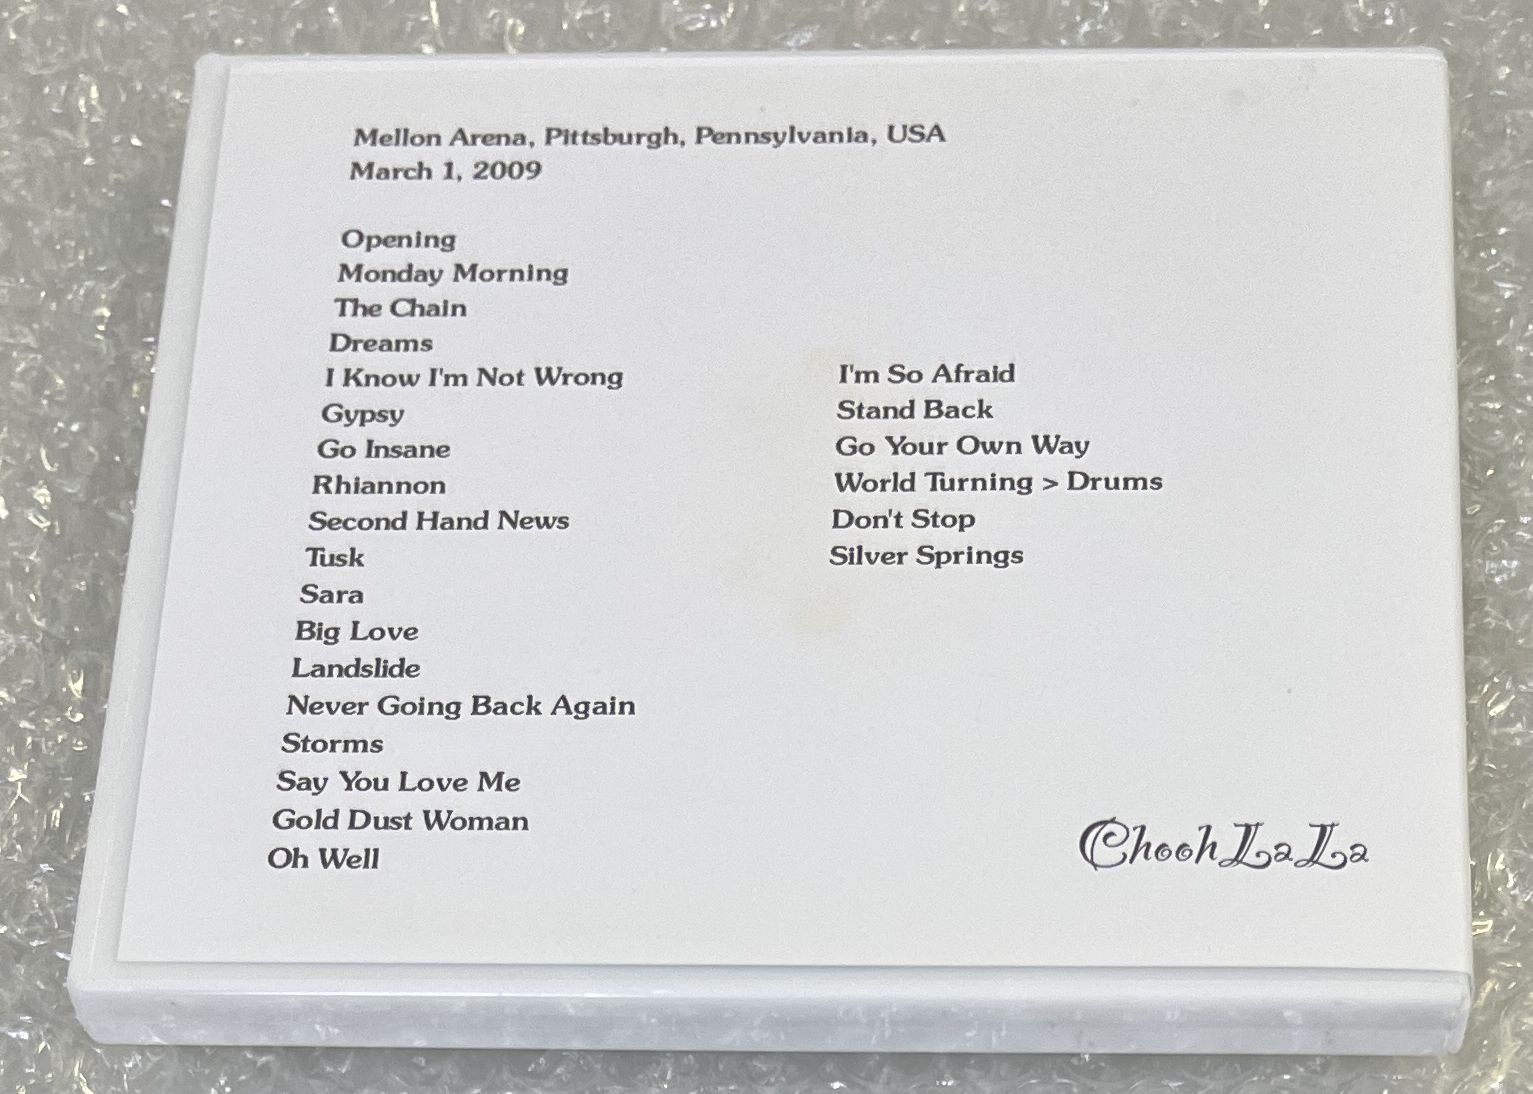 Mellon Arena, Pittsburgh, Pennsylvania, USA
March 1, 2009
Opening
Monday Morning
The Chain
Dreams
I Know I'm Not Wrong
Gypsy
Go Insane
Rhiannon
Second Hand News
Tusk
Sara
Big Love
Landslide
Never Going Back Again
Storms
Say You Love Me
Gold Dust Woman
Oh Well
I'm So Afraid
Stand Back
Go Your Own Way
World Turning > Drums
Don't Stop
Silver Springs
ChoohLaLa